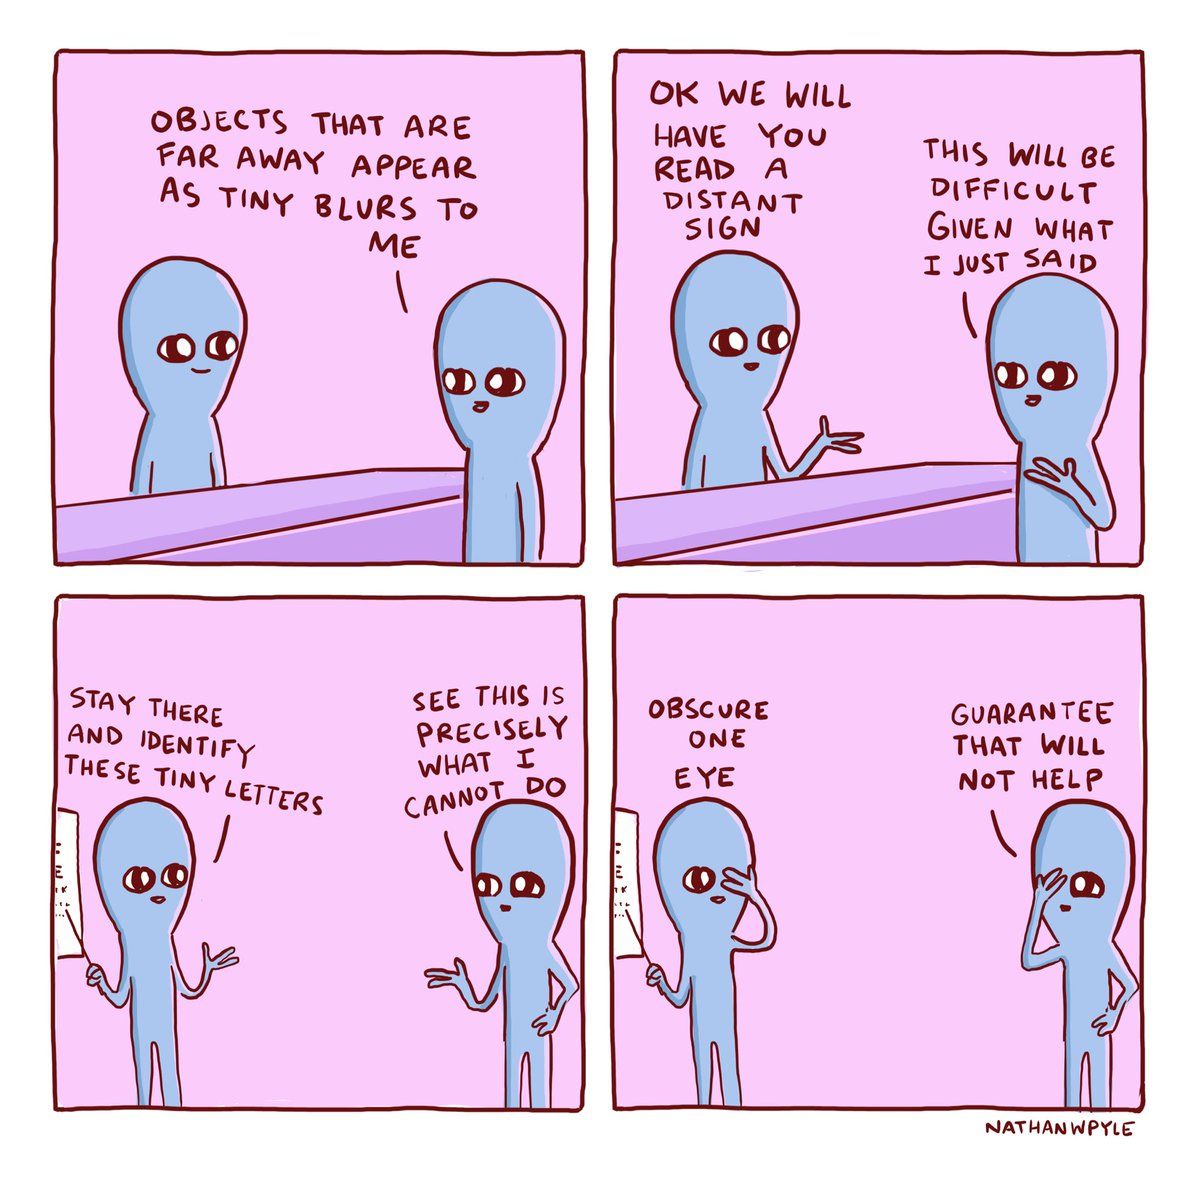 OBJECTS THAT ARE
FAR AWAY APPEAR
AS TINY BLURS TO
ME
OK WE WILL
HAVE YOU
READ A
DISTANT
SIGN
THIS WILL BE
DIFFICULT
GIVEN WHAT
I JUST SAID
STAY THERE
AND IDENTIFY
THESE TINY LETTERS
SEE THIS IS
PRECISELY
WHAT I
CANNOT DO
OBSCURE
ONE
EYE
GUARANTEE
THAT WILL
NOT HELP
NATHANWPYLE